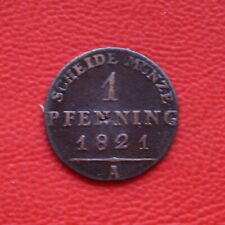 SCHEIDE MÜNZE
1
PFENNING
1821
A